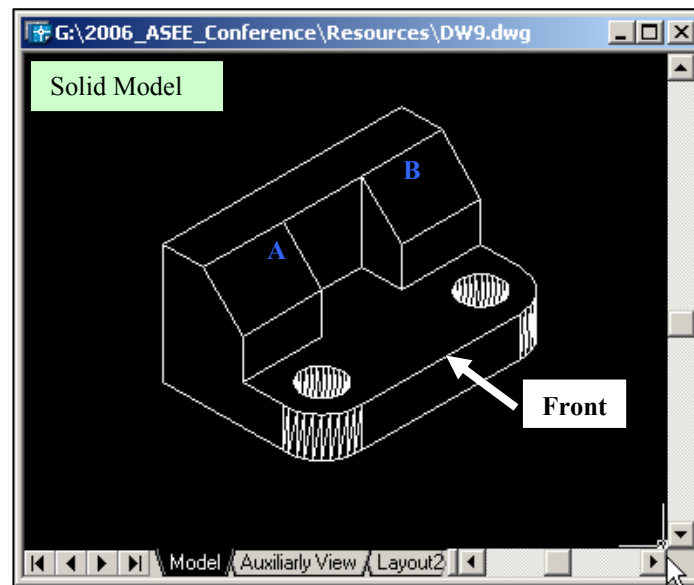 G:\2006_ASEE_Conference\Resources\DW9.dwg
Solid Model
B
A
Front
Model
Auxiliarly View
Layout2